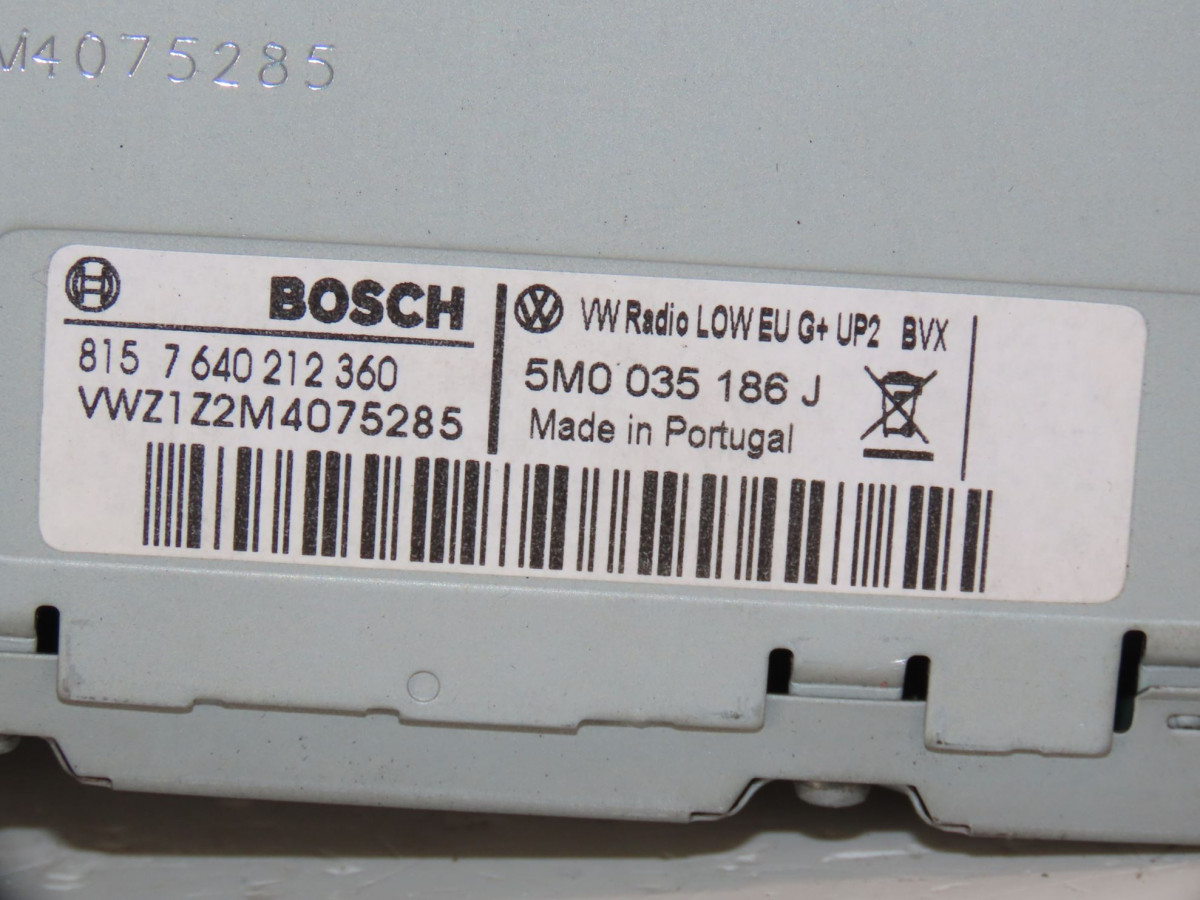 M4075285
BOSCH
815 7 640 212 360
VWZ1Z2M4075285
VW Radio LOW EU G+ UP2 BVX
5M0 035 186 J
Made in Portugal